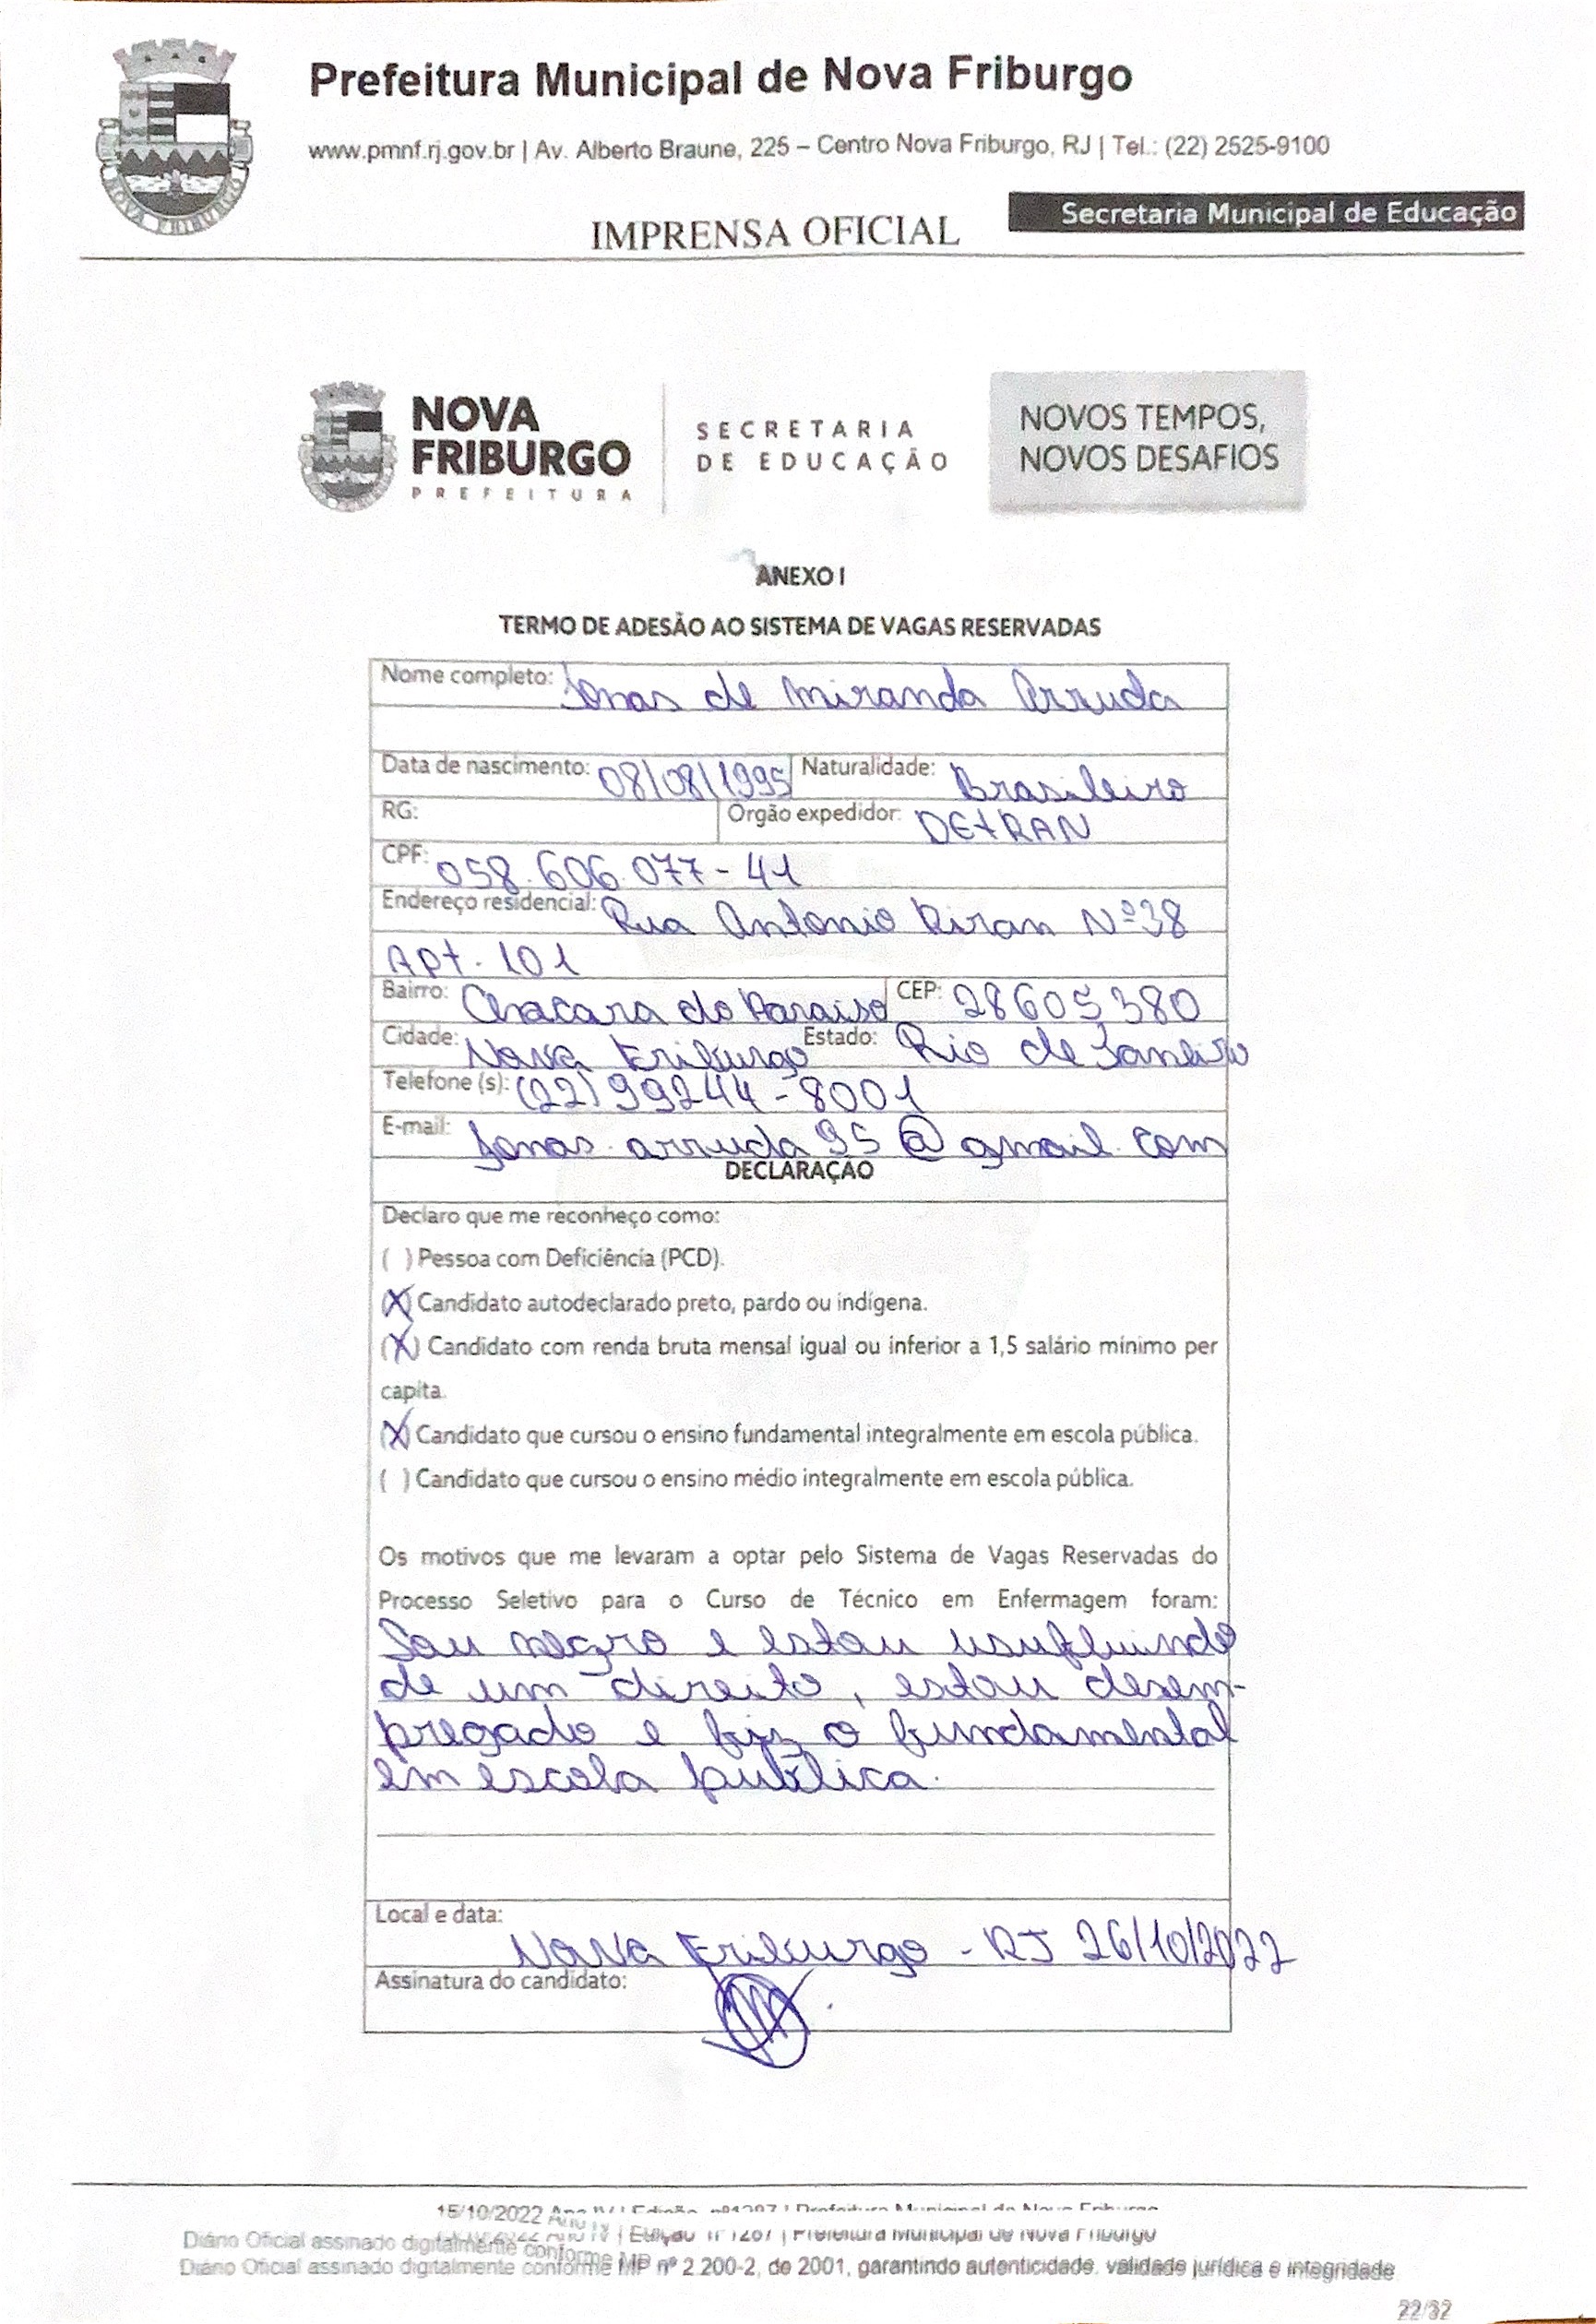 Prefeitura Municipal de Nova Friburgo
www.pmnf.rj.gov.br | Av. Alberto Braune, 225 – Centro Nova Friburgo, RJ | Tel.: (22) 2525-9100
Secretaria Municipal de Educação
IMPRENSA OFICIAL
NOVA FRIBURGO
NOVA
FRIBURGO
PREFEITURA
SECRETARIA
DE EDUCAÇÃO
NOVOS TEMPOS,
NOVOS DESAFIOS
ANEXO I
TERMO DE ADESÃO AO SISTEMA DE VAGAS RESERVADAS
Nome completo: Jonas de Miranda Arruda
Data de nascimento: 08/08/1995 Naturalidade: Brasileiro
RG: Órgão expedidor: DETRAN
CPF: 058.606.077-41
Endereço residencial: Rua Antonio Nº 38
Apt. 101
Bairro: Chacara do Paraiso CEP: 28605380
Cidade: Nova Friburgo Estado: Rio de Janeiro
Telefone (s): (22) 99244-8001
E-mail: jonas.arruda95@gmail.com
DECLARAÇÃO
Declaro que me reconheço como:
( ) Pessoa com Deficiência (PCD).
(X) Candidato autodeclarado preto, pardo ou indígena.
(X) Candidato com renda bruta mensal igual ou inferior a 1,5 salário mínimo per
capita.
(X) Candidato que cursou o ensino fundamental integralmente em escola pública.
( ) Candidato que cursou o ensino médio integralmente em escola pública.
Os motivos que me levaram a optar pelo Sistema de Vagas Reservadas do
Processo Seletivo para o Curso de Técnico em Enfermagem foram:
Sou negro e estou usufluindo
de um direito, estou desem-
pregado e fiz o fundamental
em escola pública.
Local e data:
Nova Friburgo - RJ 26/10/2022
Assinatura do candidato:
15/10/2022 Ano IV | Edição nº1287 | Prefeitura Municipal de Nova Friburgo
Diário Oficial assinado digitalmente conforme MP nº 2.200-2, de 2001, garantindo autenticidade, validade jurídica e integridade
22/32